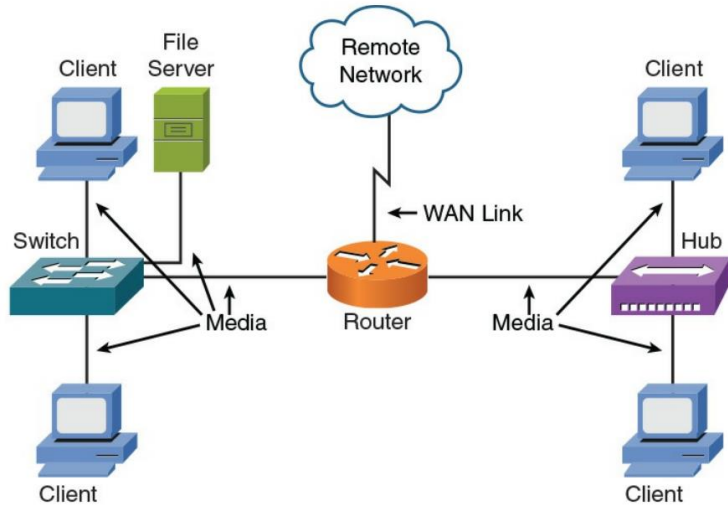 File
Server
Client
Remote
Network
Client
WAN Link
Switch
Hub
Media
Router
Media
Client
Client